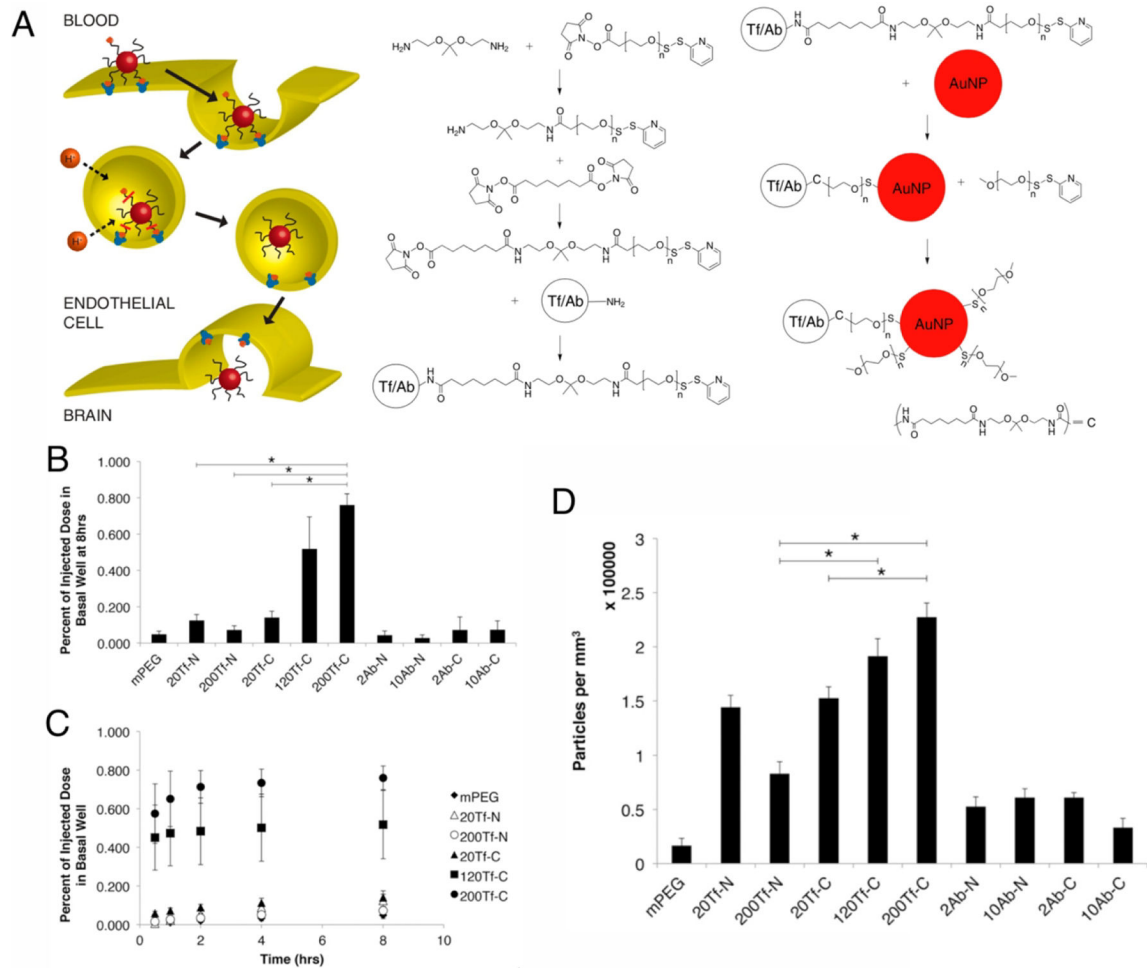 A
BLOOD
H⁺
H⁺
ENDOTHELIAL
CELL
BRAIN
H₂N O O NH₂ + N O O O O O n S S N
H₂N O O N H O O n S S N
+
N O O O O O O O O N
N O O O O O N H O O N H O O n S S N
+ Tf/Ab NH₂
Tf/Ab H N O O N H O O N H O O n S S N
Tf/Ab H N O O N H O O N H O O n S S N
+ AuNP
Tf/Ab C O n S AuNP + O O n S S N
Tf/Ab C O n S AuNP S n O O
O O n S S n O O
( H N O O N H O O N H O ) = C
B
Percent of Injected Dose in
Basal Well at 8hrs
1.000
0.800
0.600
0.400
0.200
0.000
* 
*
*
mPEG 20Tf-N 200Tf-N 20Tf-C 120Tf-C 200Tf-C 2Ab-N 10Ab-N 2Ab-C 10Ab-C
C
Percent of Injected Dose
in Basal Well
1.000
0.800
0.600
0.400
0.200
0.000
0 2 4 6 8 10
Time (hrs)
mPEG
20Tf-N
200Tf-N
20Tf-C
120Tf-C
200Tf-C
D
Particles per mm³
x 100000
3
2.5
2
1.5
1
0.5
0
*
*
*
mPEG 20Tf-N 200Tf-N 20Tf-C 120Tf-C 200Tf-C 2Ab-N 10Ab-N 2Ab-C 10Ab-C